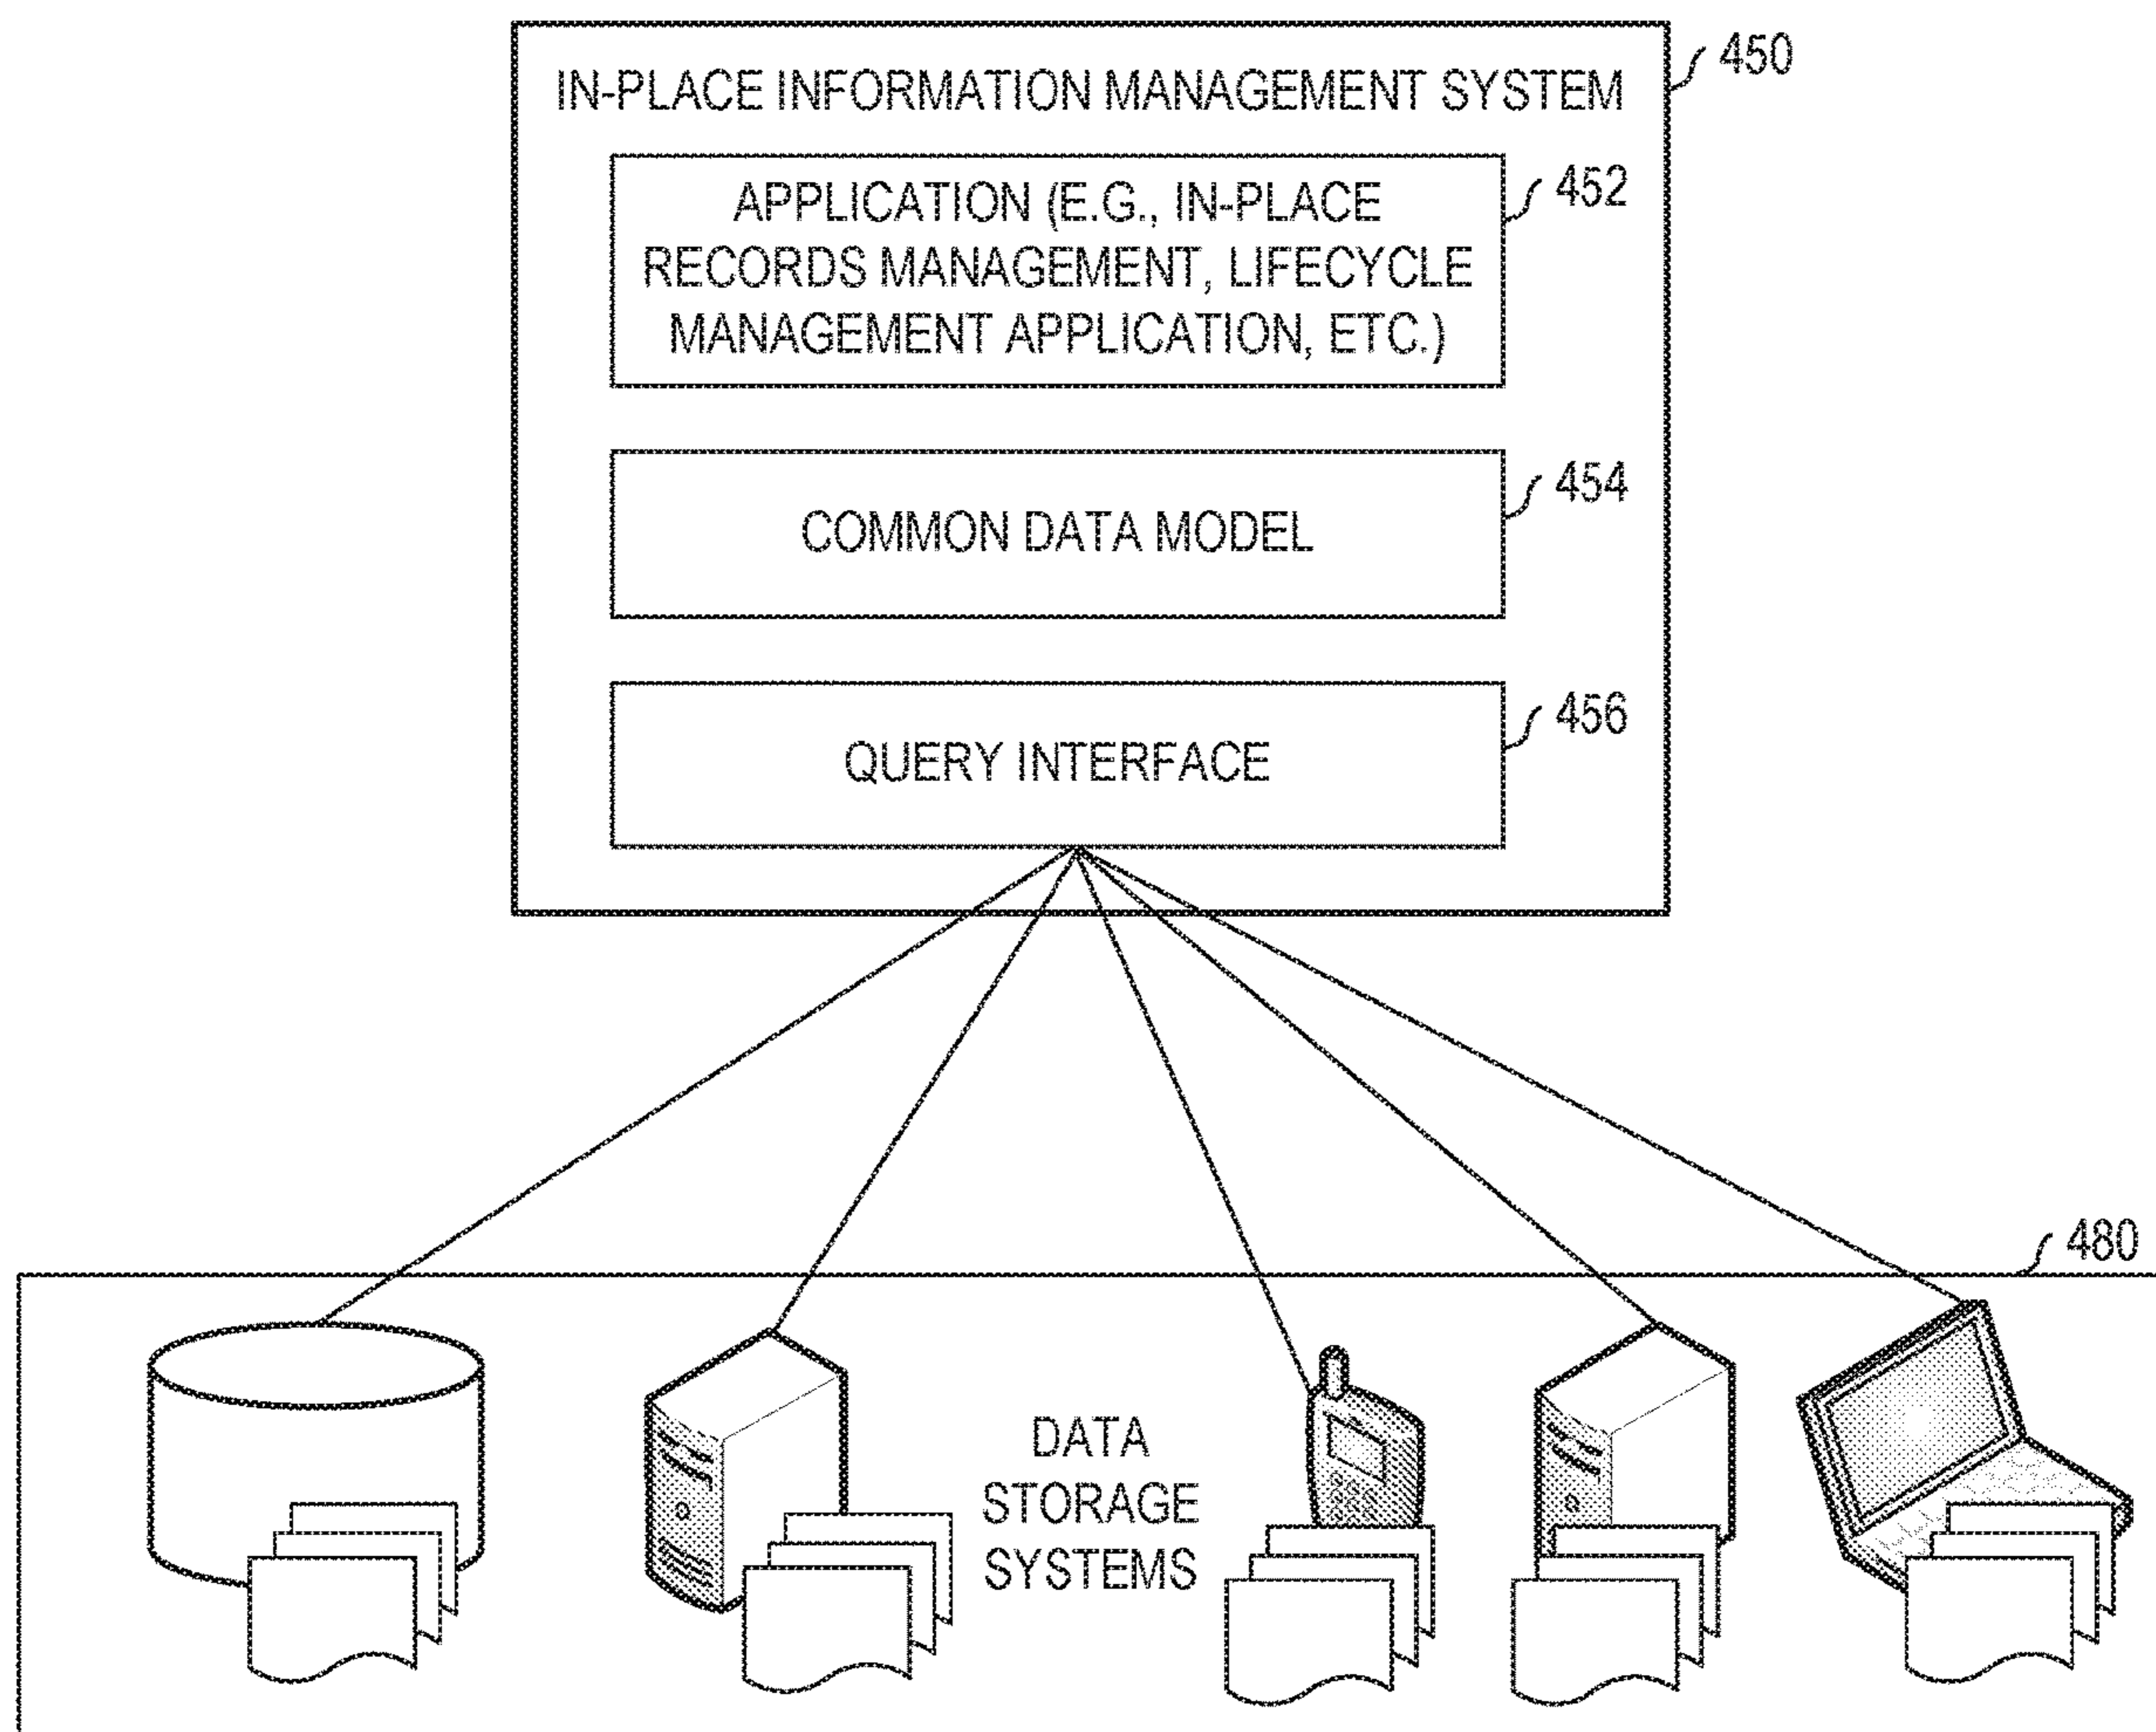 450
IN-PLACE INFORMATION MANAGEMENT SYSTEM
452
APPLICATION (E.G., IN-PLACE
RECORDS MANAGEMENT, LIFECYCLE
MANAGEMENT APPLICATION, ETC.)
454
COMMON DATA MODEL
456
QUERY INTERFACE
480
DATA
STORAGE
SYSTEMS